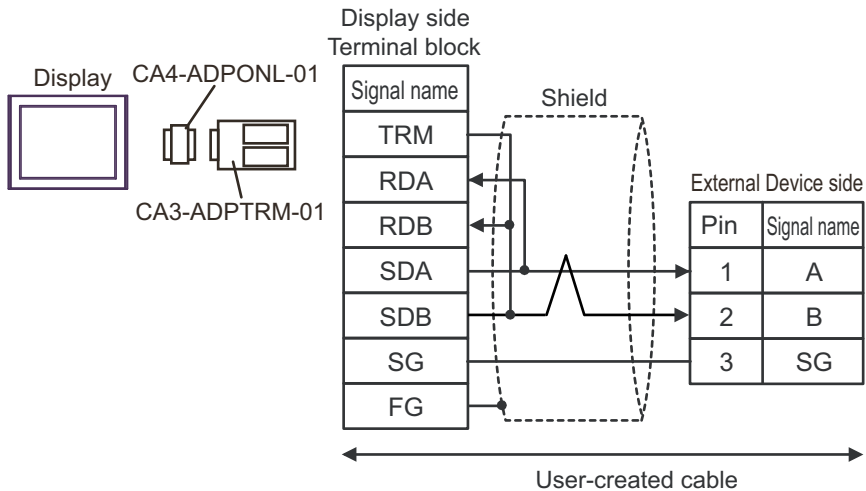 Display side
Terminal block
Display
CA4-ADPONL-01
CA3-ADPTRM-01
Signal name
TRM
RDA
RDB
SDA
SDB
SG
FG
Shield
External Device side
Pin Signal name
1 A
2 B
3 SG
User-created cable